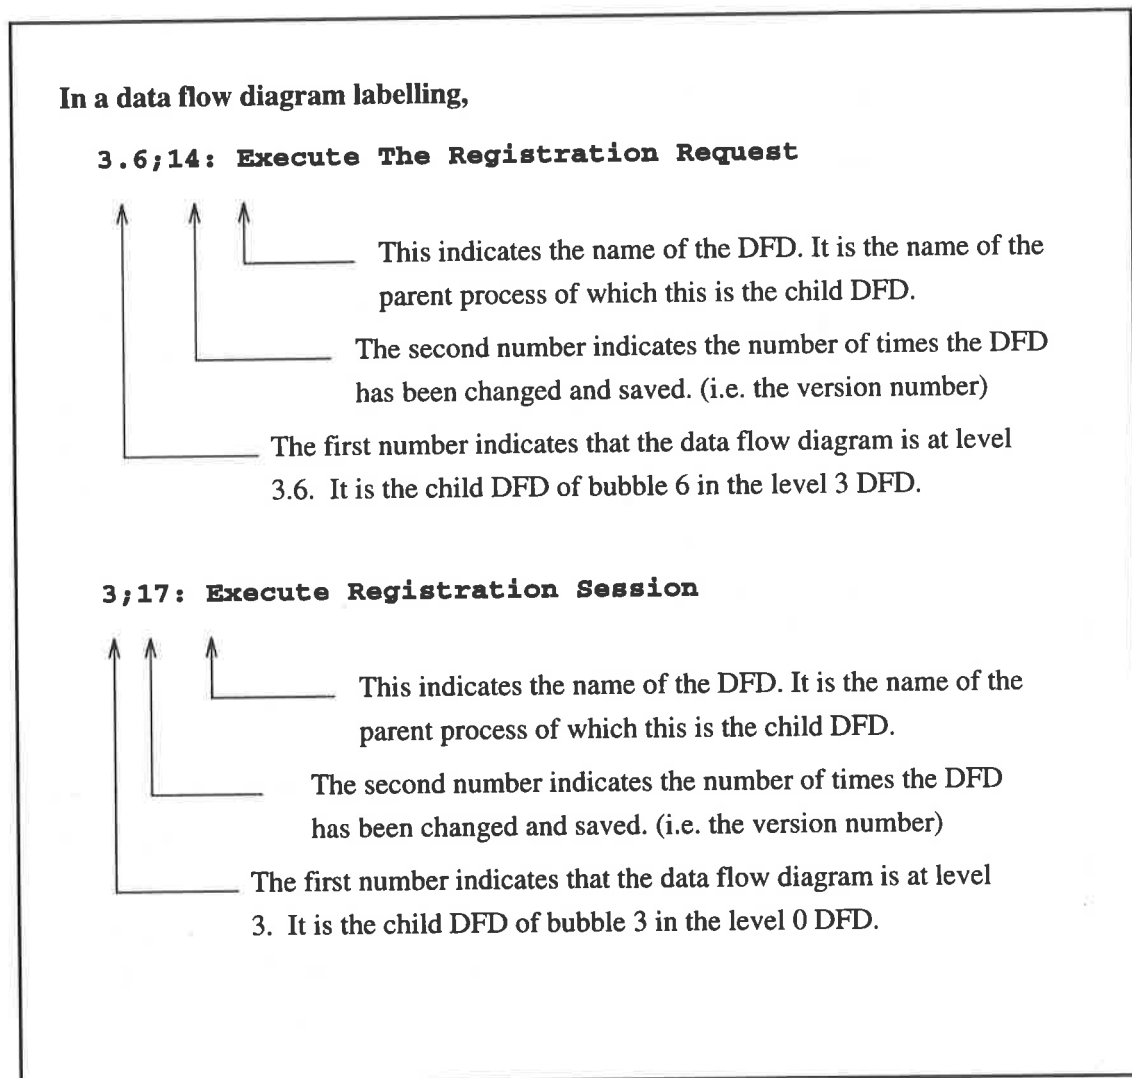 In a data flow diagram labelling,
3.6;14: Execute The Registration Request
This indicates the name of the DFD. It is the name of the
parent process of which this is the child DFD.
The second number indicates the number of times the DFD
has been changed and saved. (i.e. the version number)
The first number indicates that the data flow diagram is at level
3.6. It is the child DFD of bubble 6 in the level 3 DFD.
3;17: Execute Registration Session
This indicates the name of the DFD. It is the name of the
parent process of which this is the child DFD.
The second number indicates the number of times the DFD
has been changed and saved. (i.e. the version number)
The first number indicates that the data flow diagram is at level
3. It is the child DFD of bubble 3 in the level 0 DFD.